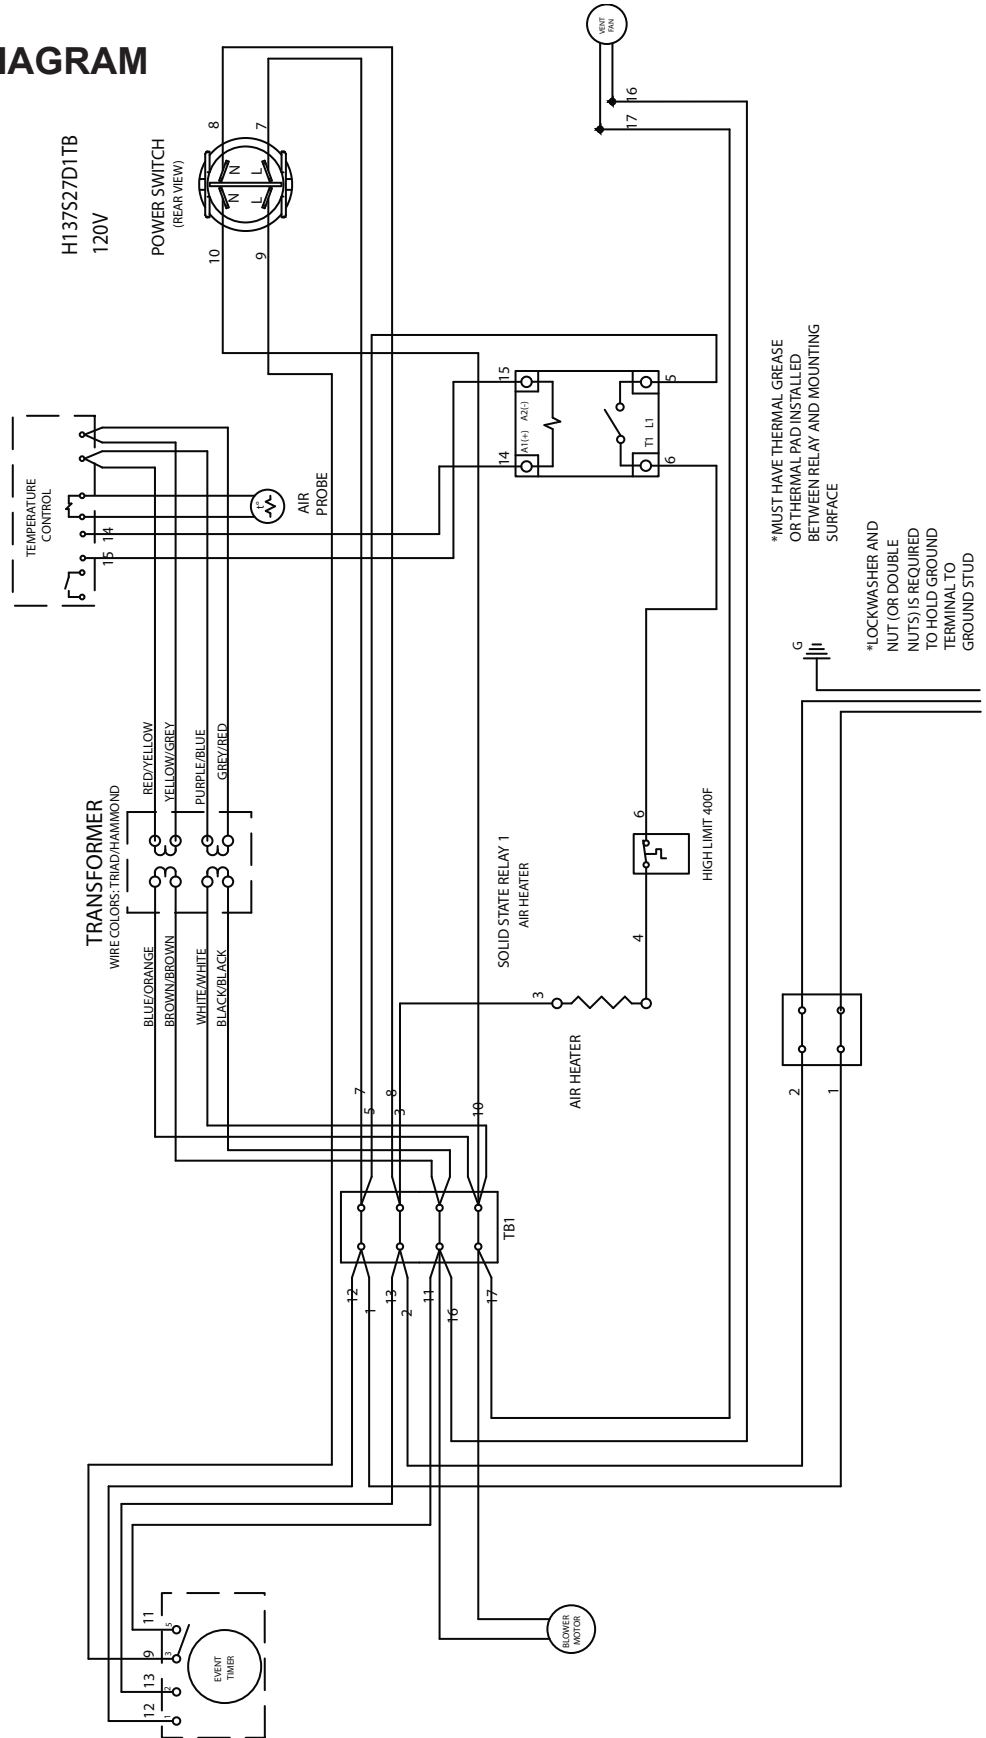 IAGRAM
H137S27D1TB
120V
POWER SWITCH
(REAR VIEW)
8
7
N
L
N
L
10
9
VENT
FAN
16
17
TEMPERATURE
CONTROL
14
15
t°
AIR
PROBE
15
14
A1(+) A2(-)
T1 L1
5
6
*MUST HAVE THERMAL GREASE
OR THERMAL PAD INSTALLED
BETWEEN RELAY AND MOUNTING
SURFACE
*LOCKWASHER AND
NUT (OR DOUBLE
NUTS) IS REQUIRED
TO HOLD GROUND
TERMINAL TO
GROUND STUD
G
TRANSFORMER
WIRE COLORS: TRIAD/HAMMOND
RED/YELLOW
YELLOW/GREY
PURPLE/BLUE
GREY/RED
BLUE/ORANGE
BROWN/BROWN
WHITE/WHITE
BLACK/BLACK
SOLID STATE RELAY 1
AIR HEATER
6
4
HIGH LIMIT 400F
3
AIR HEATER
2
1
7
5
8
3
10
TB1
12
1
13
2
11
16
17
11
9
13
12
5
3
2
1
EVENT
TIMER
BLOWER
MOTOR